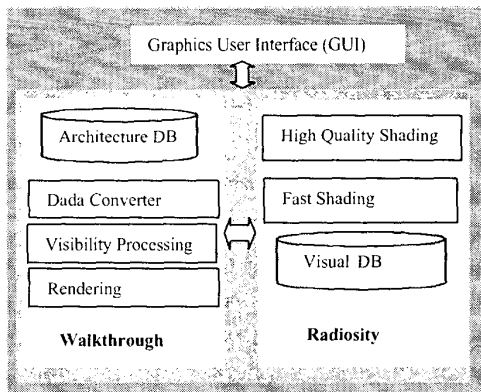 Graphics User Interface (GUI)
Architecture DB
Dada Converter
Visibility Processing
Rendering
Walkthrough
High Quality Shading
Fast Shading
Visual DB
Radiosity